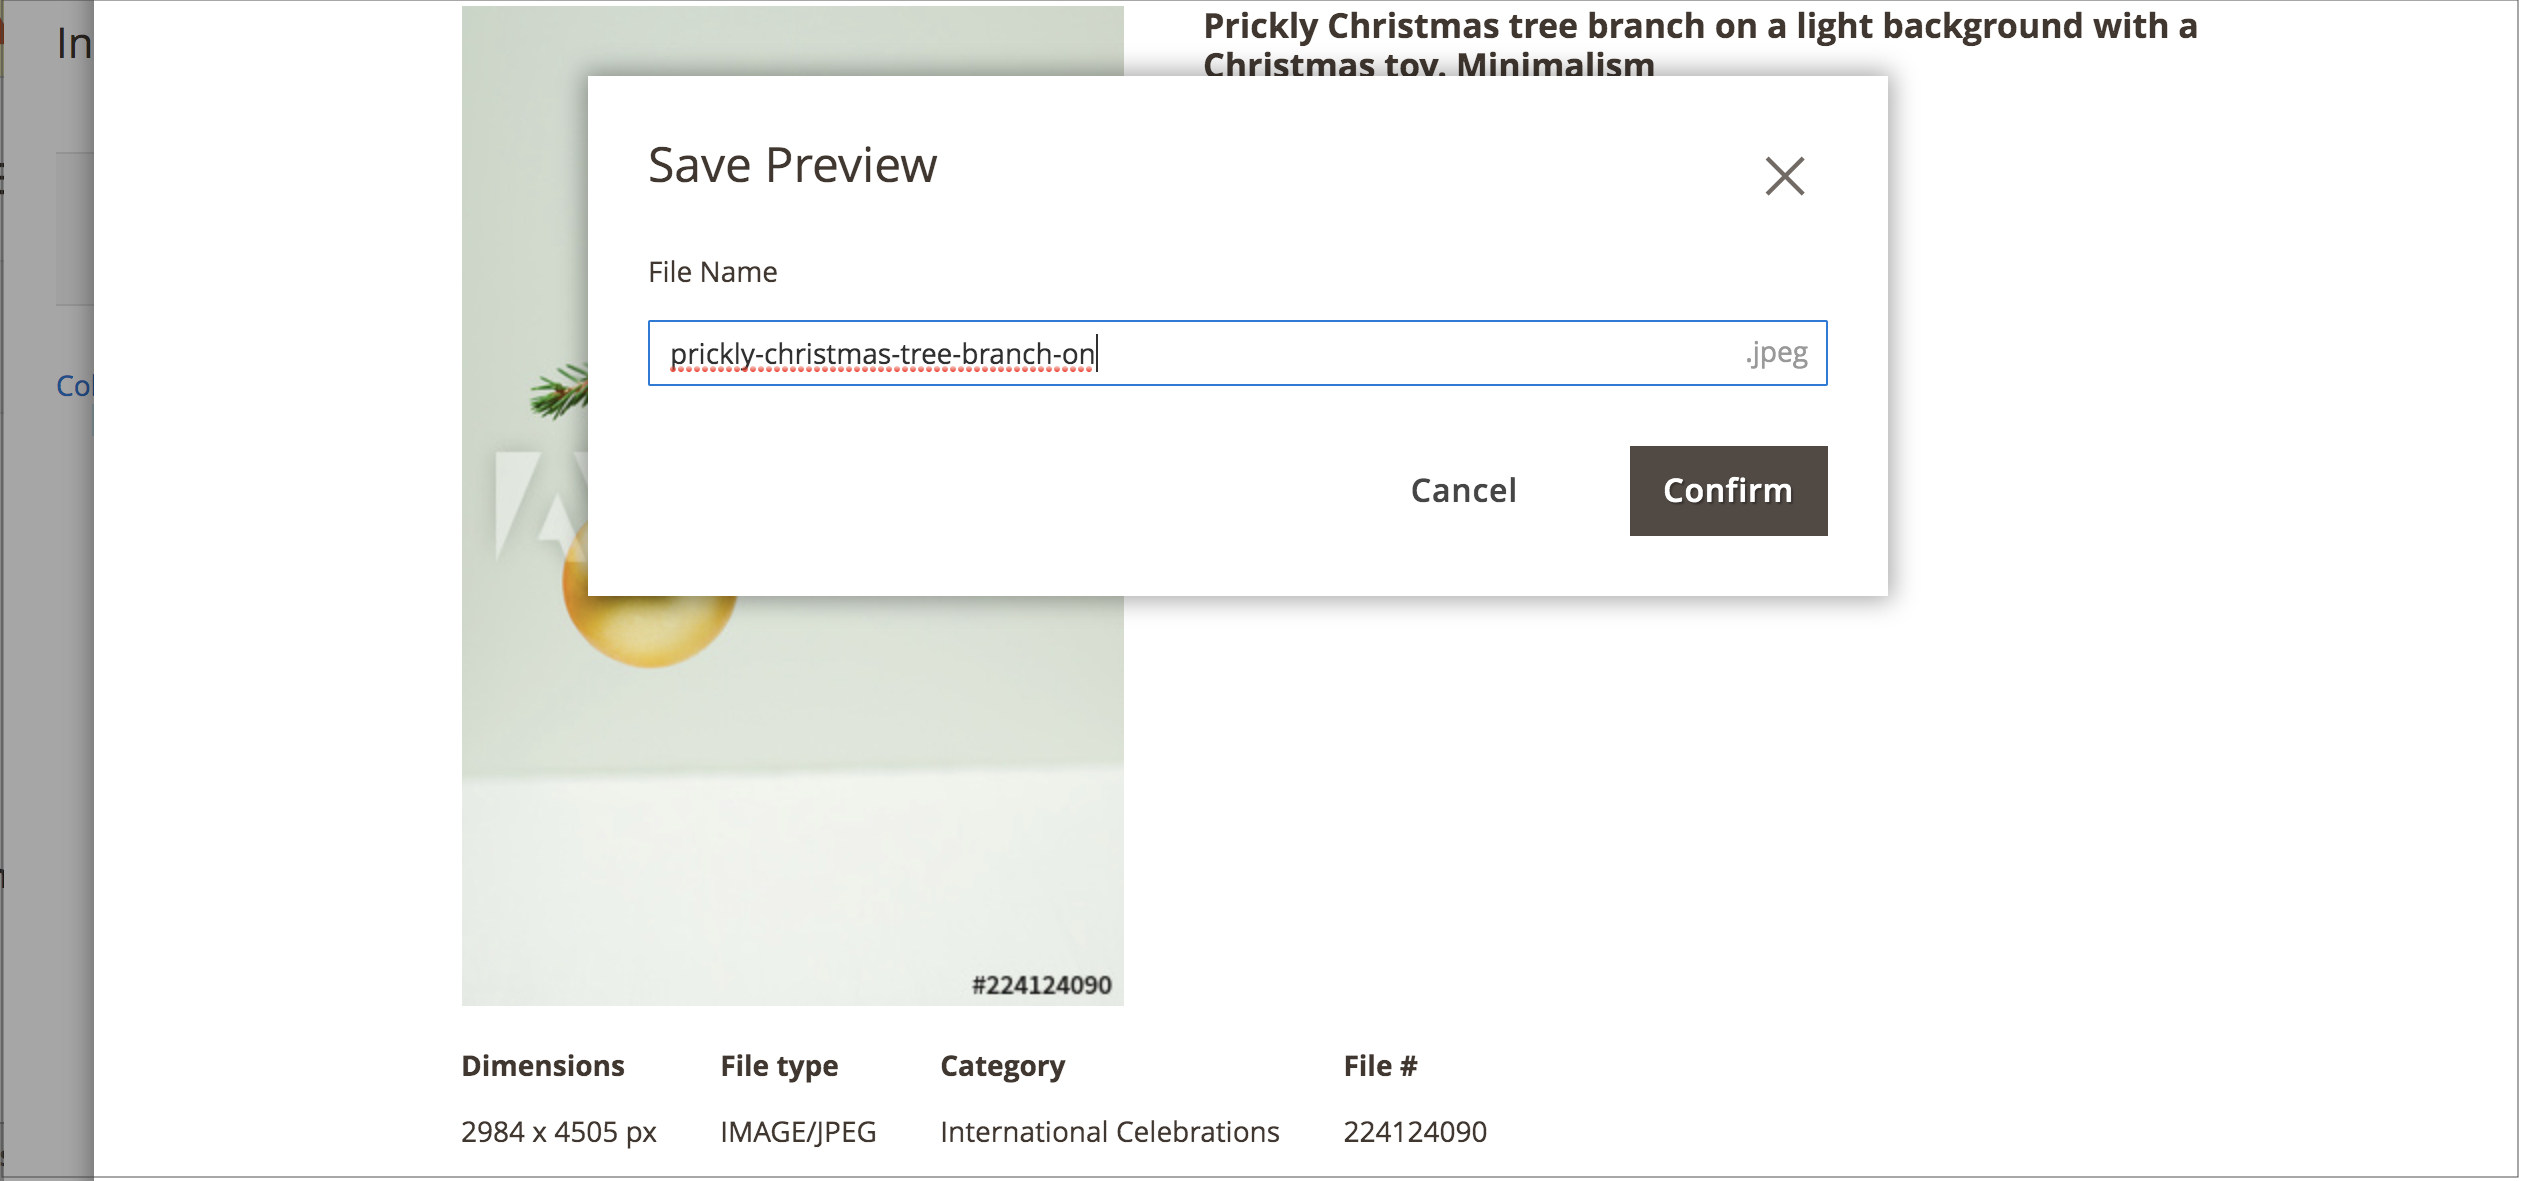 In
Prickly Christmas tree branch on a light background with a
Christmas toy. Minimalism
Save Preview
File Name
prickly-christmas-tree-branch-on .jpeg
Cancel Confirm
Col
#224124090
Dimensions File type Category File #
2984 x 4505 px IMAGE/JPEG International Celebrations 224124090